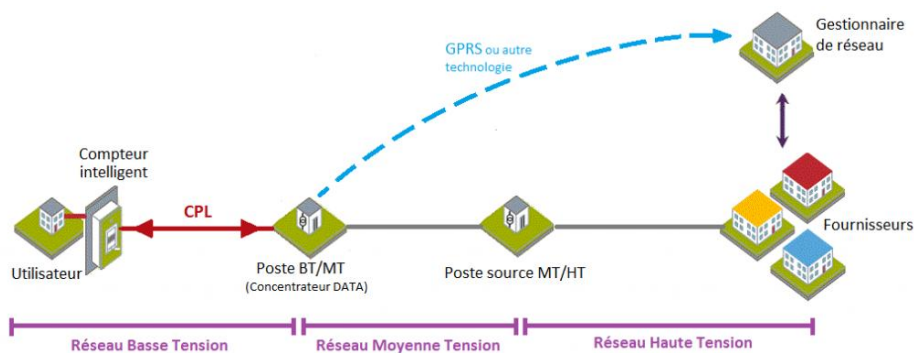 Gestionnaire
de réseau
GPRS ou autre
technologie
Compteur
intelligent
CPL
Fournisseurs
Utilisateur
Poste BT/MT
(Concentrateur DATA)
Poste source MT/HT
Réseau Basse Tension
Réseau Moyenne Tension
Réseau Haute Tension